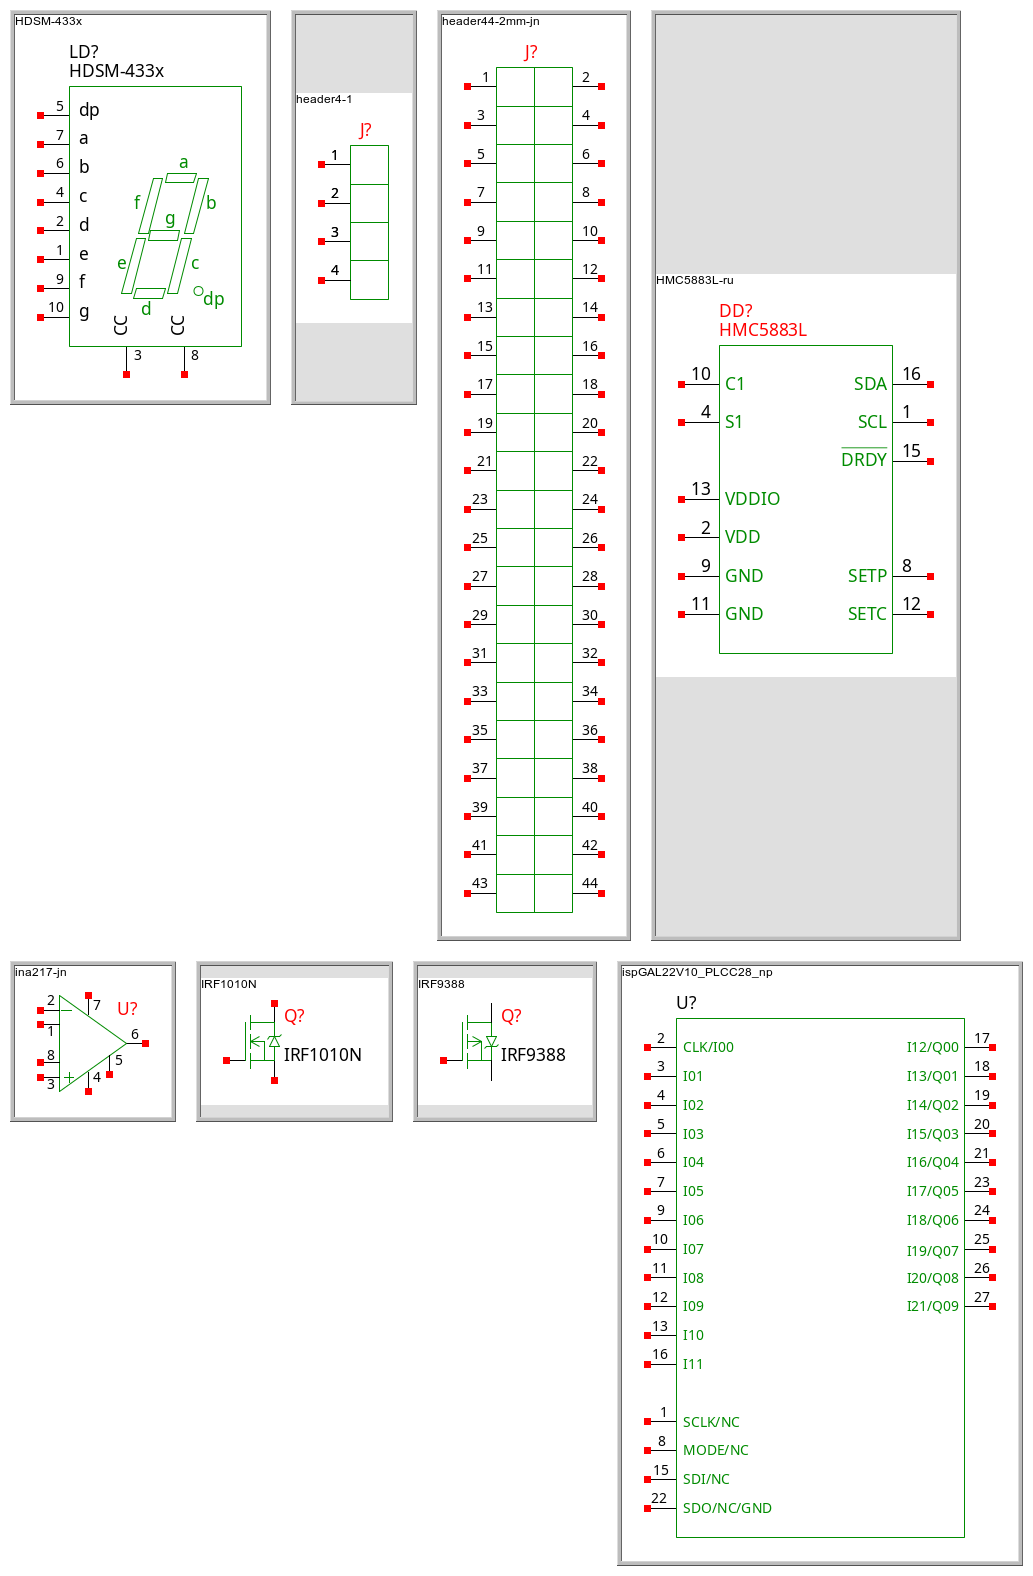 HDSM-433x
LD?
HDSM-433x
5 dp
7 a
6 b
4 c
2 d
1 e
9 f
10 g
a
f b
g
e c
d dp
CC CC
3 8
header4-1
J?
1
2
3
4
header44-2mm-jn
J?
1 2
3 4
5 6
7 8
9 10
11 12
13 14
15 16
17 18
19 20
21 22
23 24
25 26
27 28
29 30
31 32
33 34
35 36
37 38
39 40
41 42
43 44
HMC5883L-ru
DD?
HMC5883L
10 C1 SDA 16
4 S1 SCL 1
DRDY 15
13 VDDIO
2 VDD
9 GND SETP 8
11 GND SETC 12
ina217-jn
U?
2 − 7
1
6
8 5
3 + 4
IRF1010N
Q?
IRF1010N
IRF9388
Q?
IRF9388
ispGAL22V10_PLCC28_np
U?
2 CLK/I00 I12/Q00 17
3 I01 I13/Q01 18
4 I02 I14/Q02 19
5 I03 I15/Q03 20
6 I04 I16/Q04 21
7 I05 I17/Q05 23
9 I06 I18/Q06 24
10 I07 I19/Q07 25
11 I08 I20/Q08 26
12 I09 I21/Q09 27
13 I10
16 I11
1 SCLK/NC
8 MODE/NC
15 SDI/NC
22 SDO/NC/GND